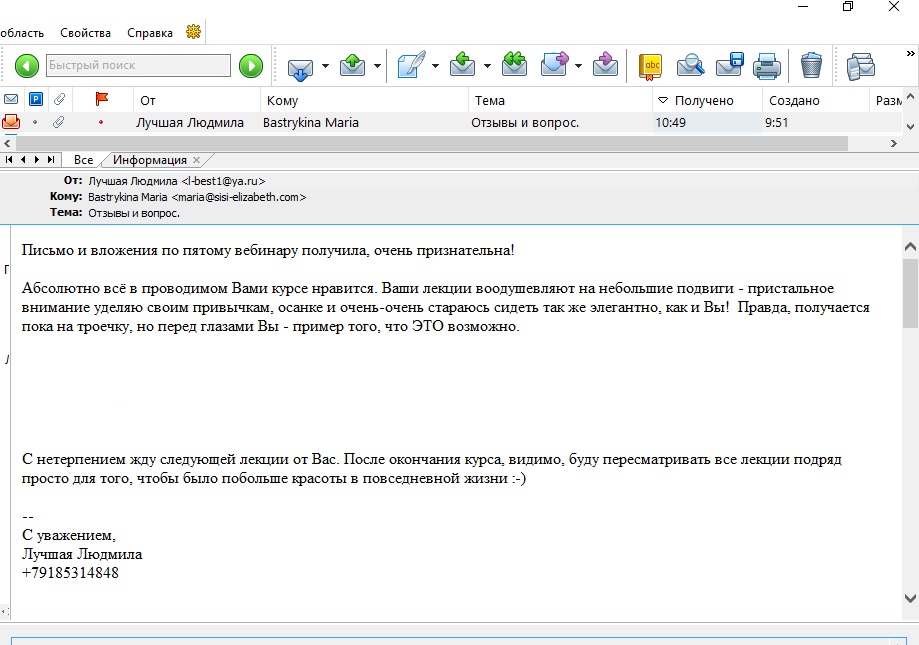 область Свойства Справка
Быстрый поиск
От Кому Тема Получено Создано Разм
Лучшая Людмила Bastrykina Maria Отзывы и вопрос. 10:49 9:51
Все Информация
От: Лучшая Людмила <l-best1@ya.ru>
Кому: Bastrykina Maria <maria@sisi-elizabeth.com>
Тема: Отзывы и вопрос.
Письмо и вложения по пятому вебинару получила, очень признательна!
Абсолютно всё в проводимом Вами курсе нравится. Ваши лекции воодушевляют на небольшие подвиги - пристальное
внимание уделяю своим привычкам, осанке и очень-очень стараюсь сидеть так же элегантно, как и Вы!  Правда, получается
пока на троечку, но перед глазами Вы - пример того, что ЭТО возможно.
С нетерпением жду следующей лекции от Вас. После окончания курса, видимо, буду пересматривать все лекции подряд
просто для того, чтобы было побольше красоты в повседневной жизни :-)
--
С уважением,
Лучшая Людмила
+79185314848